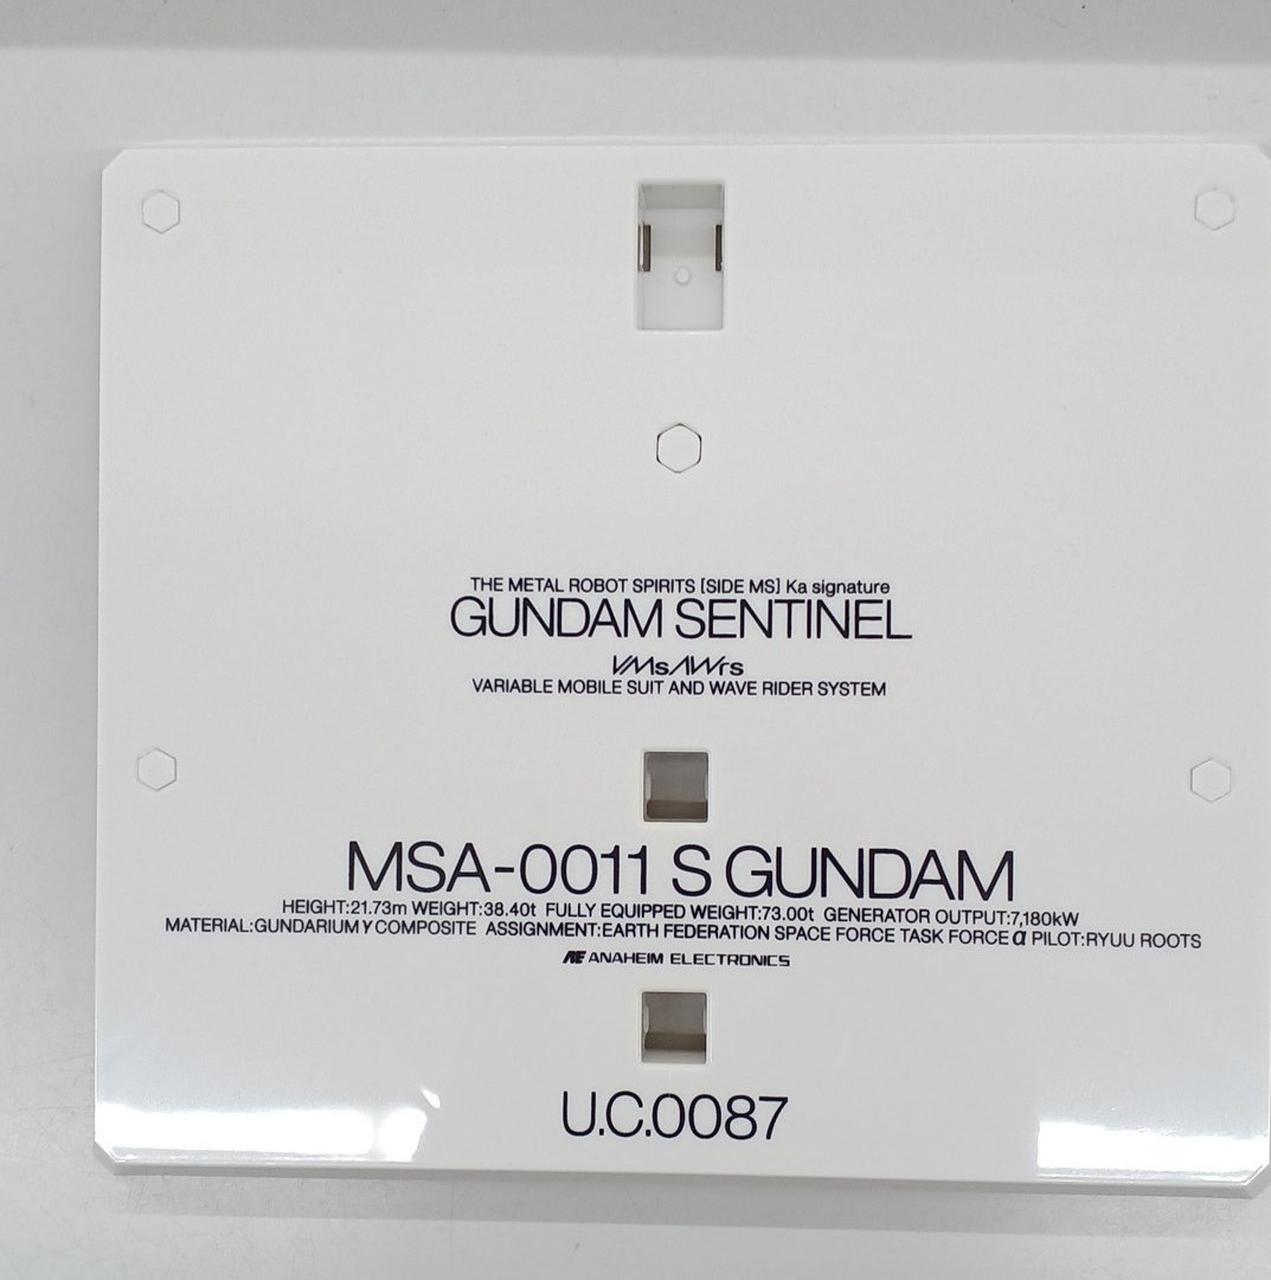 THE METAL ROBOT SPIRITS [SIDE MS] Ka signature
GUNDAM SENTINEL
VMsAWrs
VARIABLE MOBILE SUIT AND WAVE RIDER SYSTEM
MSA-0011 S GUNDAM
HEIGHT:21.73m WEIGHT:38.40t FULLY EQUIPPED WEIGHT:73.00t GENERATOR OUTPUT:7,180kW
MATERIAL:GUNDARIUM γ COMPOSITE ASSIGNMENT:EARTH FEDERATION SPACE FORCE TASK FORCE α PILOT:RYUU ROOTS
AE ANAHEIM ELECTRONICS
U.C.0087